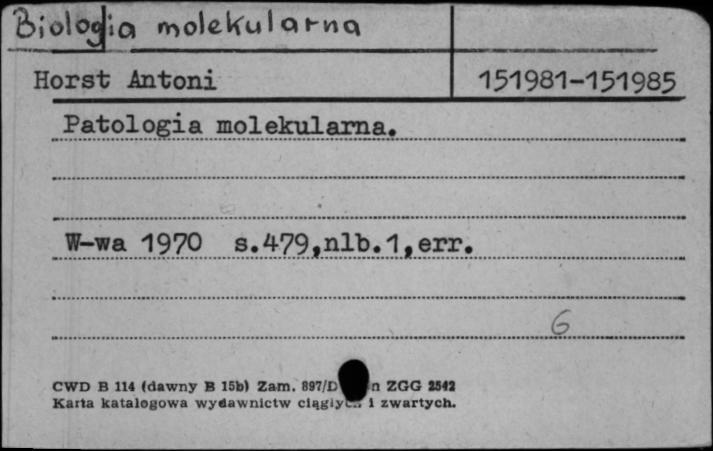 Biologia molekularna
Horst Antoni 151981-151985
Patologia molekularna.
W-wa 1970 s.479,nlb.1,err.
6
CWD B 114 (dawny B 15b) Zam. 897/D n ZGG 2542
Karta katalogowa wydawnictw ciągłych i zwartych.